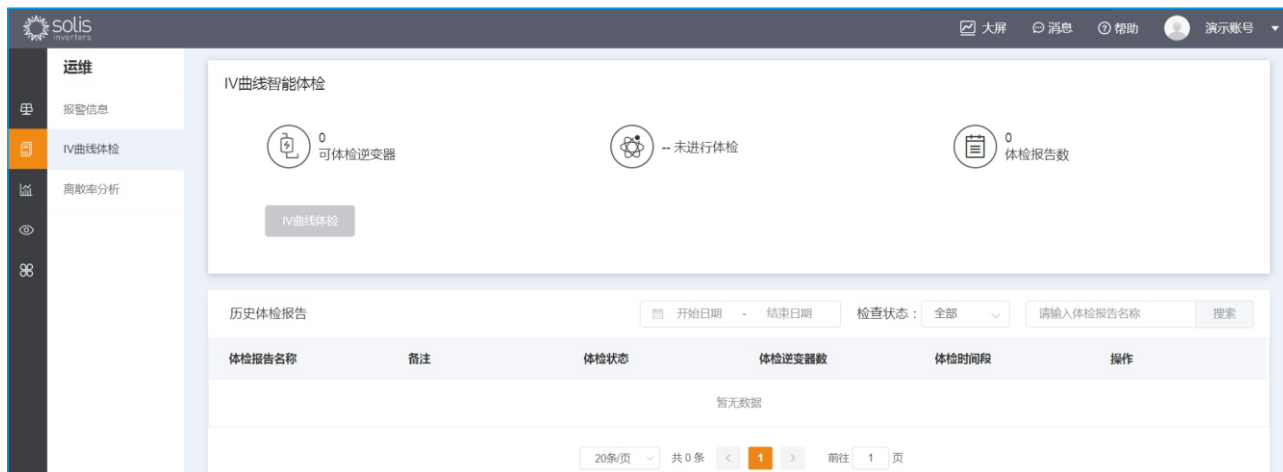 solis
inverters
大屏 消息 帮助 演示账号
运维
报警信息
IV曲线体检
离散率分析
IV曲线智能体检
0
可体检逆变器
-- 未进行体检
0
体检报告数
IV曲线体检
历史体检报告 开始日期 - 结束日期 检查状态： 全部 请输入体检报告名称 搜索
体检报告名称 备注 体检状态 体检逆变器数 体检时间段 操作
暂无数据
20条/页 共 0 条 < 1 > 前往 1 页